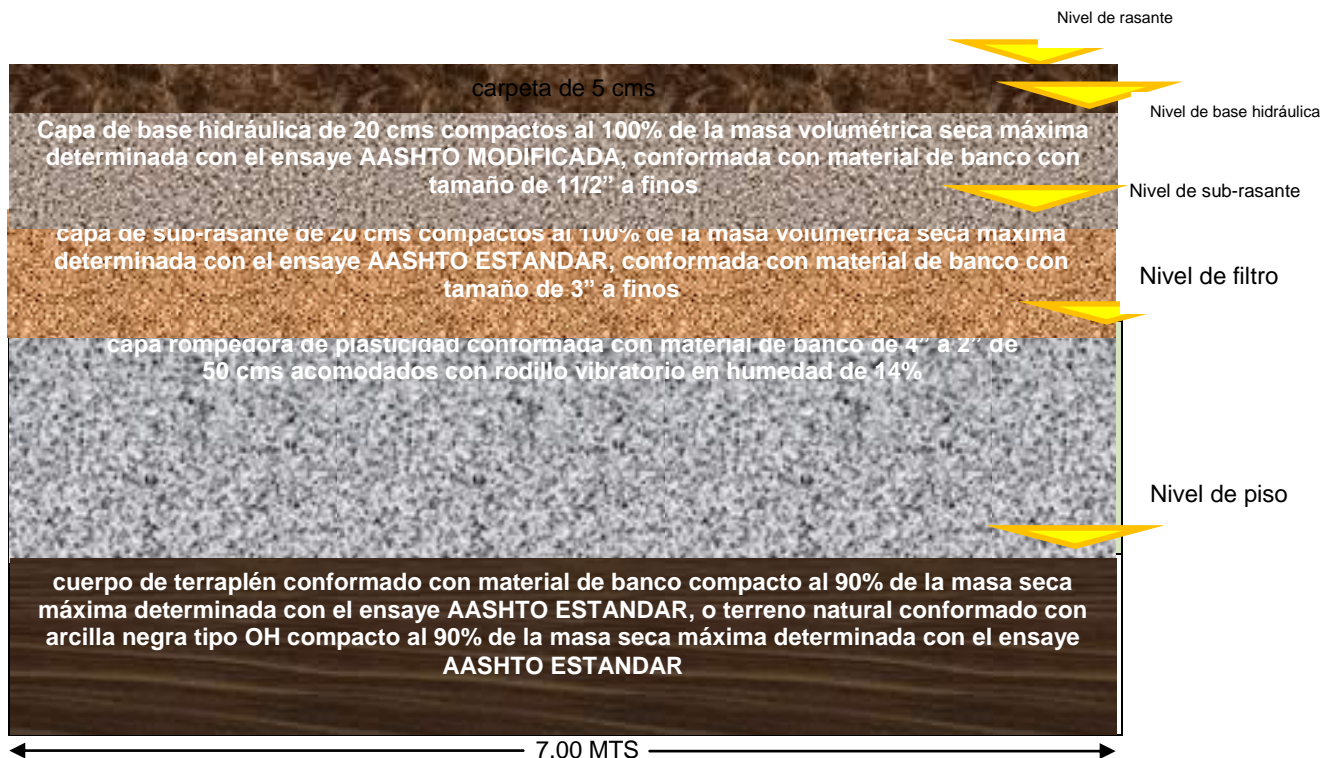 Nivel de rasante
carpeta de 5 cms
Nivel de base hidráulica
Capa de base hidráulica de 20 cms compactos al 100% de la masa volumétrica seca máxima
determinada con el ensaye AASHTO MODIFICADA, conformada con material de banco con
tamaño de 11/2” a finos
Nivel de sub-rasante
capa de sub-rasante de 20 cms compactos al 100% de la masa volumétrica seca máxima
determinada con el ensaye AASHTO ESTANDAR, conformada con material de banco con
tamaño de 3” a finos
Nivel de filtro
capa rompedora de plasticidad conformada con material de banco de 4” a 2” de
50 cms acomodados con rodillo vibratorio en humedad de 14%
Nivel de piso
cuerpo de terraplén conformado con material de banco compacto al 90% de la masa seca
máxima determinada con el ensaye AASHTO ESTANDAR, o terreno natural conformado con
arcilla negra tipo OH compacto al 90% de la masa seca máxima determinada con el ensaye
AASHTO ESTANDAR
7.00 MTS